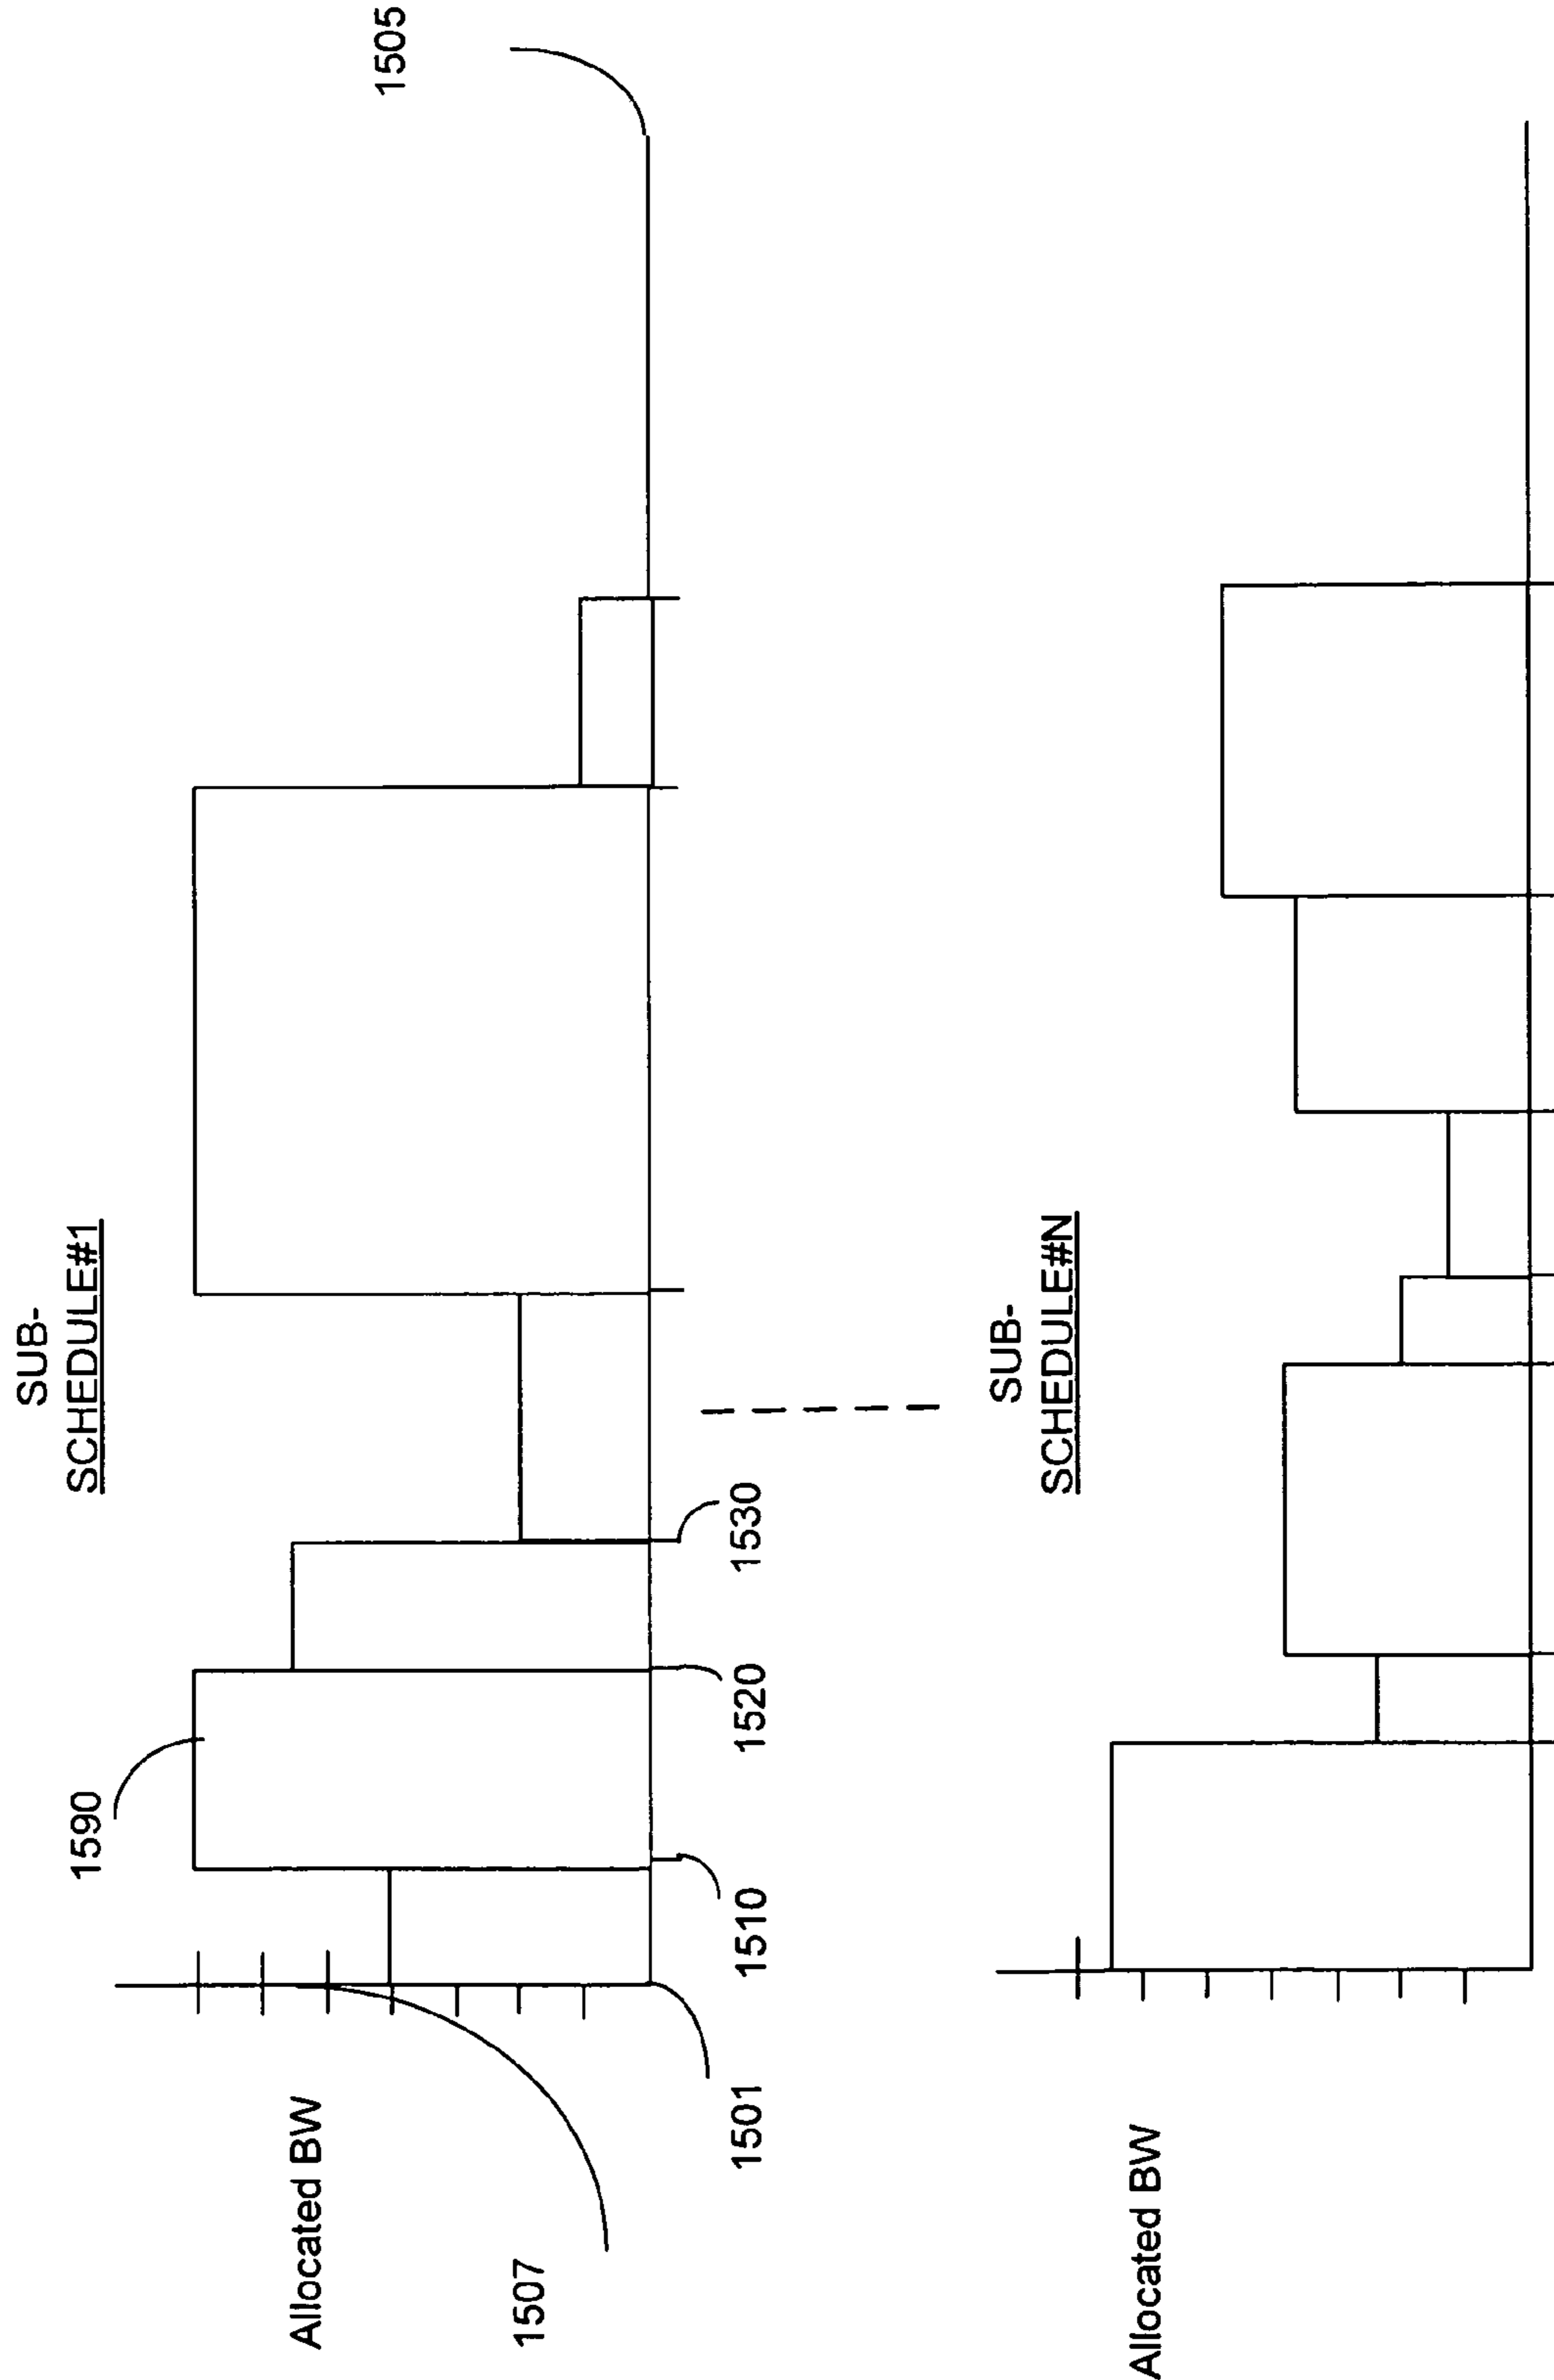 SUB-
SCHEDULE#1
1590
Allocated BW
1507
1501
1510
1520
1530
1505
SUB-
SCHEDULE#N
Allocated BW